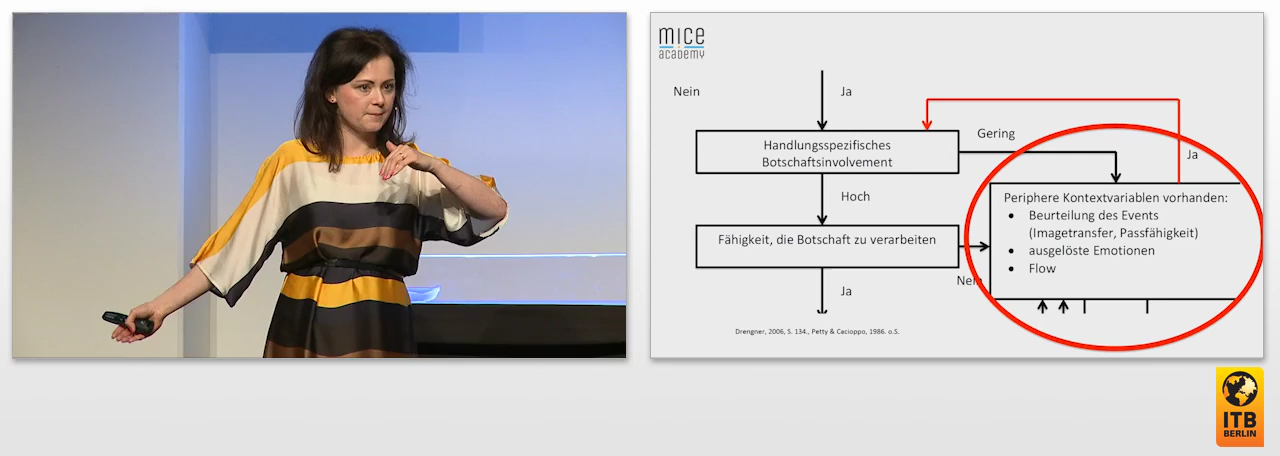 mice
academy
Nein
Ja
Handlungsspezifisches
Botschaftsinvolvement
Gering
Ja
Hoch
Fähigkeit, die Botschaft zu verarbeiten
Periphere Kontextvariablen vorhanden:
• Beurteilung des Events
(Imagetransfer, Passfähigkeit)
• ausgelöste Emotionen
• Flow
Nein
Ja
Drengner, 2006, S. 134., Petty & Cacioppo, 1986. o.S.
ITB
BERLIN